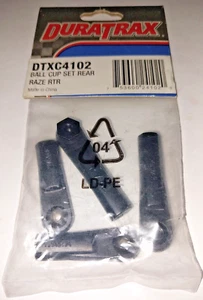 DURATRAX
DTXC4102
BALL CUP SET REAR
RAZE RTR
Made in China
04
LD-PE